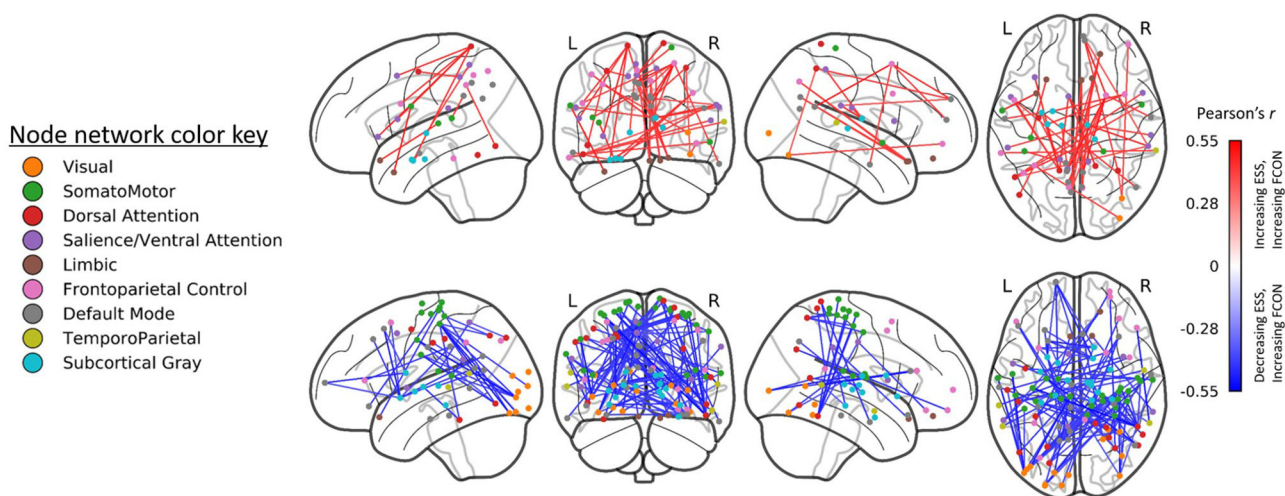 L R L R
Node network color key
Visual
SomatoMotor
Dorsal Attention
Salience/Ventral Attention
Limbic
Frontoparietal Control
Default Mode
TemporoParietal
Subcortical Gray
L R L R
Pearson's r
0.55
0.28
0
-0.28
-0.55
Increasing ESS,
Increasing FCON
Decreasing ESS,
Increasing FCON